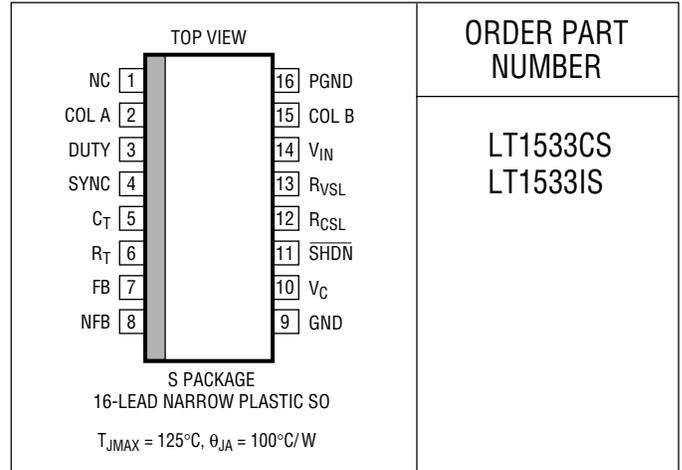 TOP VIEW
NC 1
COL A 2
DUTY 3
SYNC 4
CT 5
RT 6
FB 7
NFB 8
16 PGND
15 COL B
14 VIN
13 RVSL
12 RCSL
11 SHDN
10 VC
9 GND
S PACKAGE
16-LEAD NARROW PLASTIC SO
TJMAX = 125°C, θJA = 100°C/W
ORDER PART
NUMBER
LT1533CS
LT1533IS